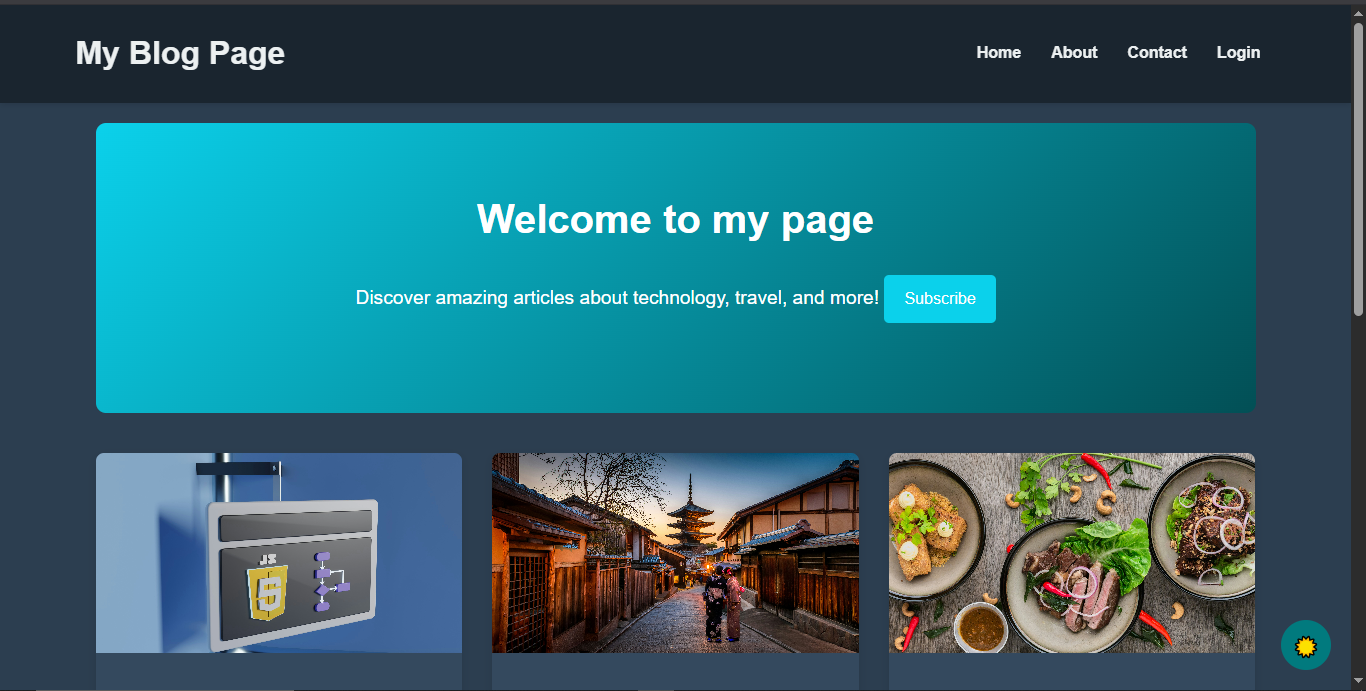 My Blog Page
Home About Contact Login
Welcome to my page
Discover amazing articles about technology, travel, and more! Subscribe
JS
5